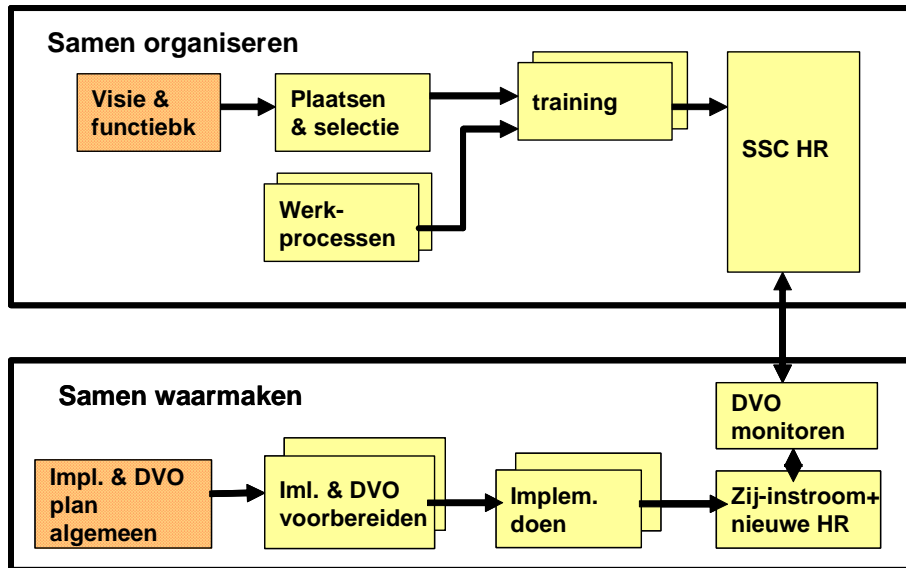 Samen organiseren
Visie &
functiebk
Plaatsen
& selectie
training
SSC HR
Werk-
processen
Samen waarmaken
DVO
monitoren
Impl. & DVO
plan
algemeen
Iml. & DVO
voorbereiden
Implem.
doen
Zij-instroom+
nieuwe HR